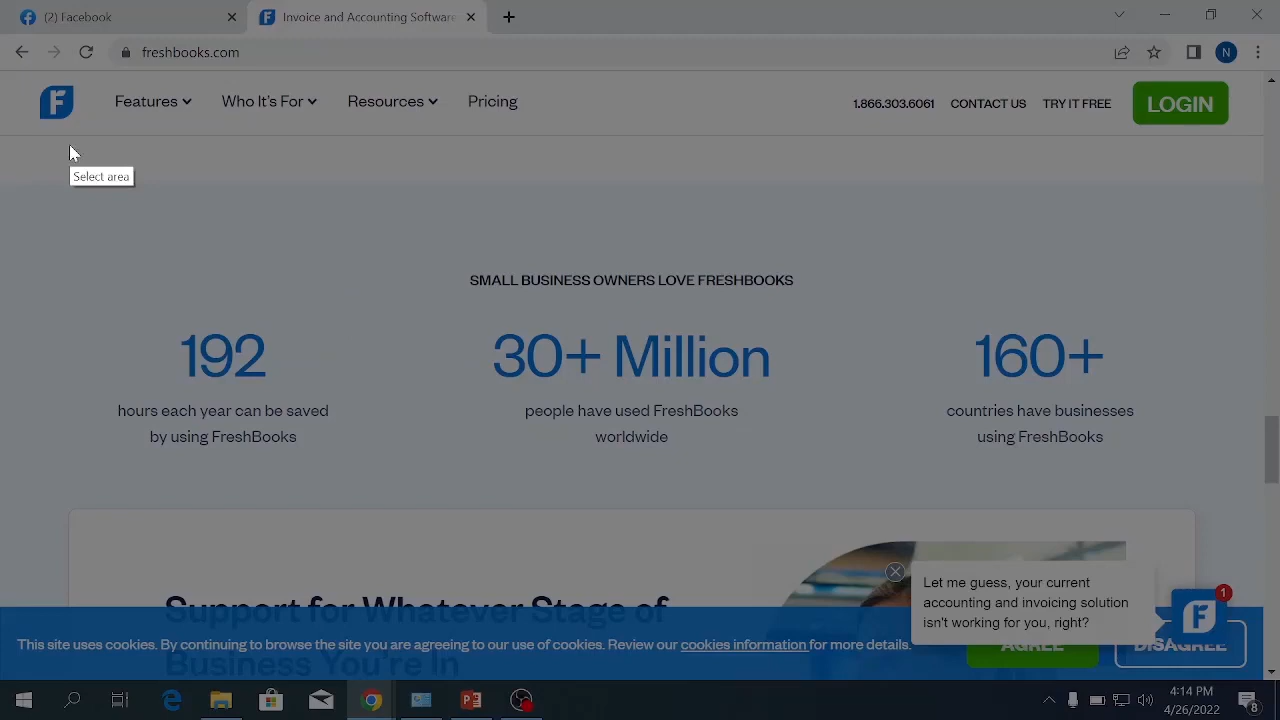 (2) Facebook
Invoice and Accounting Software
freshbooks.com
N
Features
Who It's For
Resources
Pricing
1.866.303.6061
CONTACT US
TRY IT FREE
LOGIN
Select area
SMALL BUSINESS OWNERS LOVE FRESHBOOKS
192
hours each year can be saved
by using FreshBooks
30+ Million
people have used FreshBooks
worldwide
160+
countries have businesses
using FreshBooks
Support for Whatever Stage of
Business You're In
Let me guess, your current
accounting and invoicing solution
isn't working for you, right?
1
This site uses cookies. By continuing to browse the site you are agreeing to our use of cookies. Review our cookies information for more details.
AGREE
DISAGREE
4:14 PM
4/26/2022
8